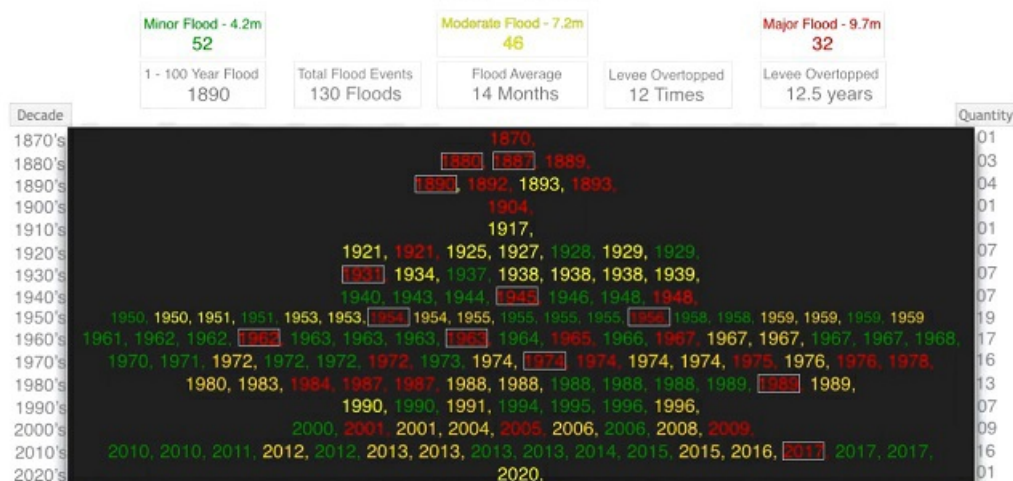 Minor Flood - 4.2m Moderate Flood - 7.2m Major Flood - 9.7m
52 46 32
1 - 100 Year Flood Total Flood Events Flood Average Levee Overtopped Levee Overtopped
1890 130 Floods 14 Months 12 Times 12.5 years
Decade Quantity
1870's 1870, 01
1880's 1880, 1887, 1889, 03
1890's 1890, 1892, 1893, 1893, 04
1900's 1904, 01
1910's 1917, 01
1920's 1921, 1921, 1925, 1927, 1928, 1929, 1929, 07
1930's 1931 1934, 1937, 1938, 1938, 1938, 1939, 07
1940's 1940, 1943, 1944, 1945, 1946, 1948, 1948, 07
1950's 1950, 1950, 1951, 1951, 1953, 1953, 1954, 1954, 1955, 1955, 1955, 1955, 1956, 1958, 1958, 1959, 1959, 1959, 1959 19
1960's 1961, 1962, 1962, 1962, 1963, 1963, 1963, 1963, 1964, 1965, 1966, 1967, 1967, 1967, 1967, 1967, 1968, 17
1970's 1970, 1971, 1972, 1972, 1972, 1972, 1973, 1974, 1974, 1974, 1974, 1974, 1975, 1976, 1976, 1978, 16
1980's 1980, 1983, 1984, 1987, 1987, 1988, 1988, 1988, 1988, 1988, 1989, 1989, 1989, 13
1990's 1990, 1990, 1991, 1994, 1995, 1996, 1996, 07
2000's 2000, 2001, 2001, 2004, 2005, 2006, 2006, 2008, 2009, 09
2010's 2010, 2010, 2011, 2012, 2012, 2013, 2013, 2013, 2013, 2014, 2015, 2015, 2016, 2017, 2017, 2017, 16
2020's 2020, 01